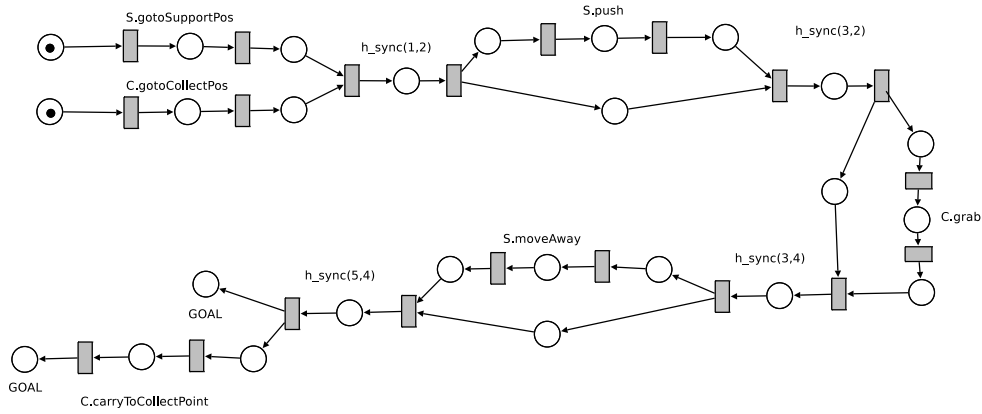 S.gotoSupportPos
S.push
h_sync(1,2)
h_sync(3,2)
C.gotoCollectPos
C.grab
S.moveAway
h_sync(3,4)
h_sync(5,4)
GOAL
GOAL
C.carryToCollectPoint